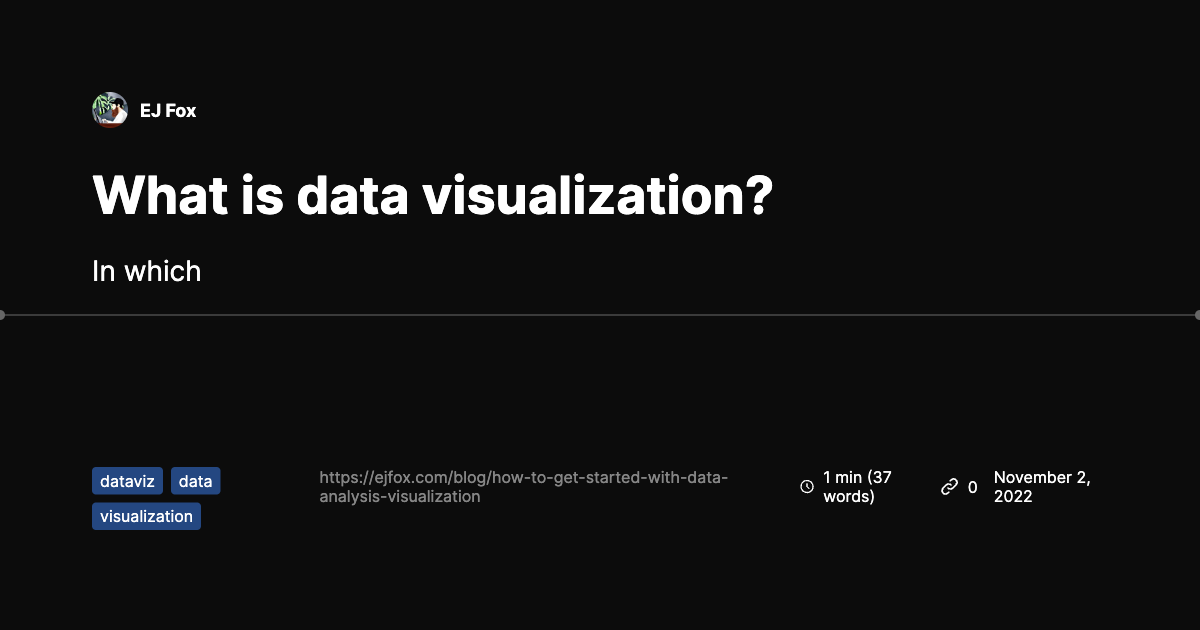 EJ Fox
What is data visualization?
In which
dataviz
data
visualization
https://ejfox.com/blog/how-to-get-started-with-data-
analysis-visualization
1 min (37
words)
0
November 2,
2022